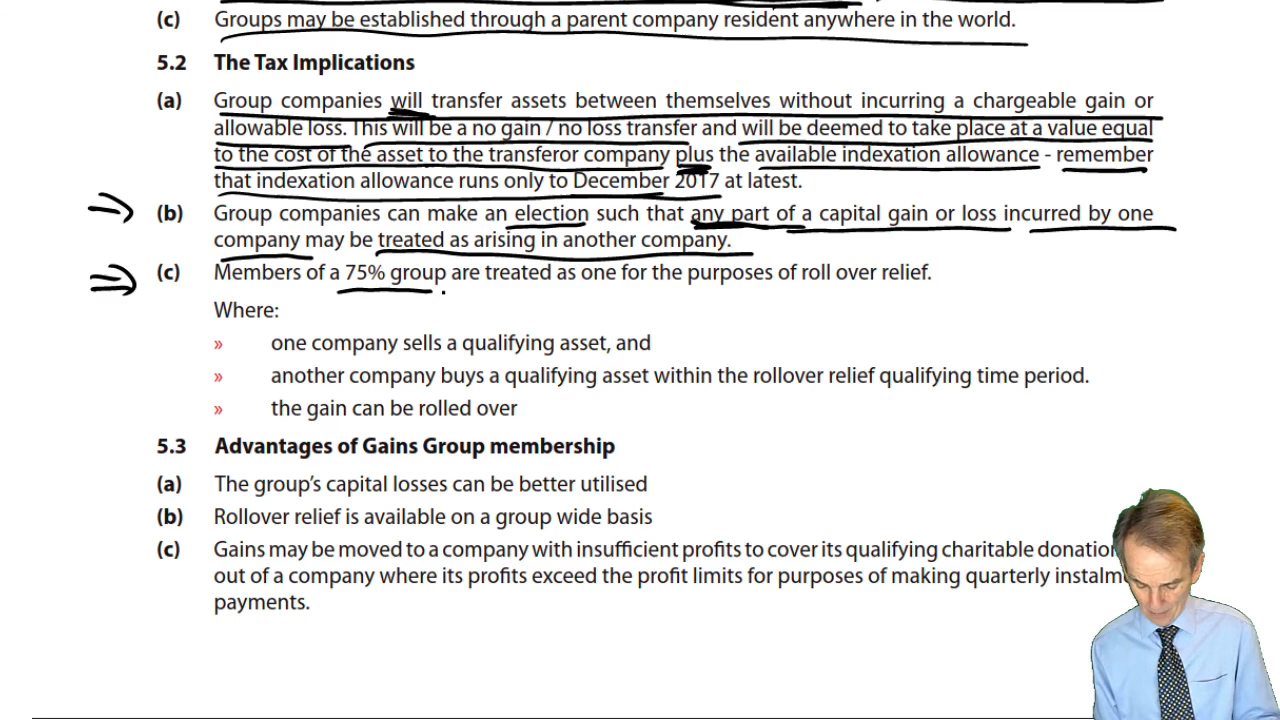 (c) Groups may be established through a parent company resident anywhere in the world.
5.2 The Tax Implications
(a) Group companies will transfer assets between themselves without incurring a chargeable gain or
allowable loss. This will be a no gain / no loss transfer and will be deemed to take place at a value equal
to the cost of the asset to the transferor company plus the available indexation allowance - remember
that indexation allowance runs only to December 2017 at latest.
(b) Group companies can make an election such that any part of a capital gain or loss incurred by one
company may be treated as arising in another company.
(c) Members of a 75% group are treated as one for the purposes of roll over relief.
Where:
» one company sells a qualifying asset, and
» another company buys a qualifying asset within the rollover relief qualifying time period.
» the gain can be rolled over
5.3 Advantages of Gains Group membership
(a) The group's capital losses can be better utilised
(b) Rollover relief is available on a group wide basis
(c) Gains may be moved to a company with insufficient profits to cover its qualifying charitable
out of a company where its profits exceed the profit limits for purposes of making quarterly
payments.